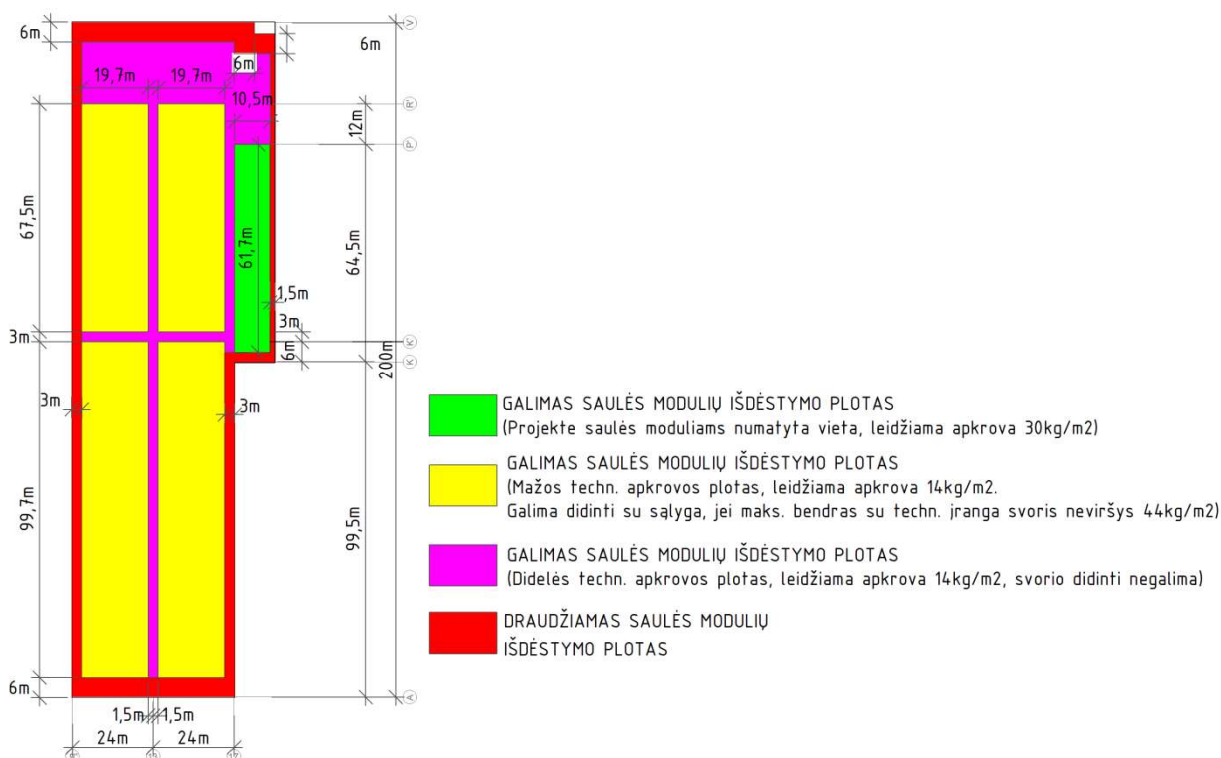 6m
6m
6m
19,7m
19,7m
10,5m
12m
67,5m
61,7m
64,5m
1,5m
3m
3m
6m
200m
3m
3m
99,7m
99,5m
6m
1,5m
1,5m
24m
24m
V
R'
P'
K'
K
A
GALIMAS SAULĖS MODULIŲ IŠDĖSTYMO PLOTAS
(Projekte saulės moduliams numatyta vieta, leidžiama apkrova 30kg/m2)
GALIMAS SAULĖS MODULIŲ IŠDĖSTYMO PLOTAS
(Mažos techn. apkrovos plotas, leidžiama apkrova 14kg/m2.
Galima didinti su sąlyga, jei maks. bendras su techn. įranga svoris neviršys 44kg/m2)
GALIMAS SAULĖS MODULIŲ IŠDĖSTYMO PLOTAS
(Didelės techn. apkrovos plotas, leidžiama apkrova 14kg/m2, svorio didinti negalima)
DRAUDŽIAMAS SAULĖS MODULIŲ
IŠDĖSTYMO PLOTAS